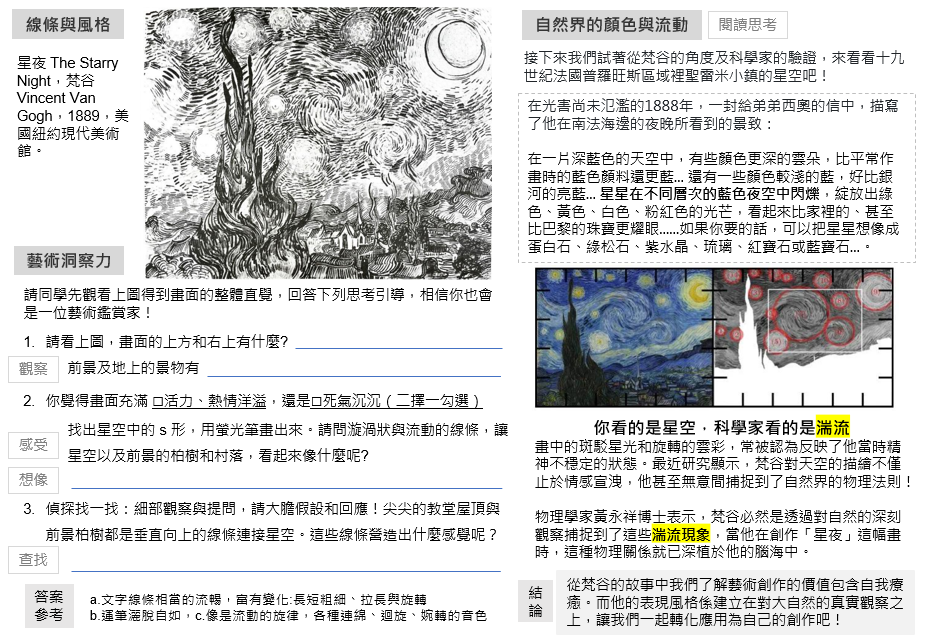 線條與風格
星夜 The Starry
Night，梵谷
Vincent Van
Gogh，1889，美
國紐約現代美術
館。
藝術洞察力
請同學先觀看上圖得到畫面的整體直覺，回答下列思考引導，相信你也會
是一位藝術鑑賞家！
1. 請看上圖，畫面的上方和右上有什麼?
觀察
前景及地上的景物有
2. 你覺得畫面充滿 □活力、熱情洋溢，還是□死氣沉沉（二擇一勾選）
找出星空中的 s 形，用螢光筆畫出來。請問漩渦狀與流動的線條，讓
感受
星空以及前景的柏樹和村落，看起來像什麼呢?
想像
3. 偵探找一找：細部觀察與提問，請大膽假設和回應！尖尖的教堂屋頂與
前景柏樹都是垂直向上的線條連接星空。這些線條營造出什麼感覺呢？
查找
答案
參考
a.文字線條相當的流暢，富有變化:長短粗細、拉長與旋轉
b.運筆灑脫自如，c.像是流動的旋律，各種連綿、迴旋、婉轉的音色
自然界的顏色與流動
閱讀思考
接下來我們試著從梵谷的角度及科學家的驗證，來看看十九
世紀法國普羅旺斯區域裡聖雷米小鎮的星空吧！
在光害尚未氾濫的1888年，一封給弟弟西奧的信中，描寫
了他在南法海邊的夜晚所看到的景致：
在一片深藍色的天空中，有些顏色更深的雲朵，比平常作
畫時的藍色顏料還更藍... 還有一些顏色較淺的藍，好比銀
河的亮藍... 星星在不同層次的藍色夜空中閃爍，綻放出綠
色、黃色、白色、粉紅色的光芒，看起來比家裡的、甚至
比巴黎的珠寶更耀眼......如果你要的話，可以把星星想像成
蛋白石、綠松石、紫水晶、琉璃、紅寶石或藍寶石...。
你看的是星空，科學家看的是湍流
畫中的斑駁星光和旋轉的雲彩，常被認為反映了他當時精
神不穩定的狀態。最近研究顯示，梵谷對天空的描繪不僅
止於情感宣洩，他甚至無意間捕捉到了自然界的物理法則！
物理學家黃永祥博士表示，梵谷必然是透過對自然的深刻
觀察捕捉到了這些湍流現象，當他在創作「星夜」這幅畫
時，這種物理關係就已深植於他的腦海中。
結
論
從梵谷的故事中我們了解藝術創作的價值包含自我療
癒。而他的表現風格係建立在對大自然的真實觀察之
上，讓我們一起轉化應用為自己的創作吧！